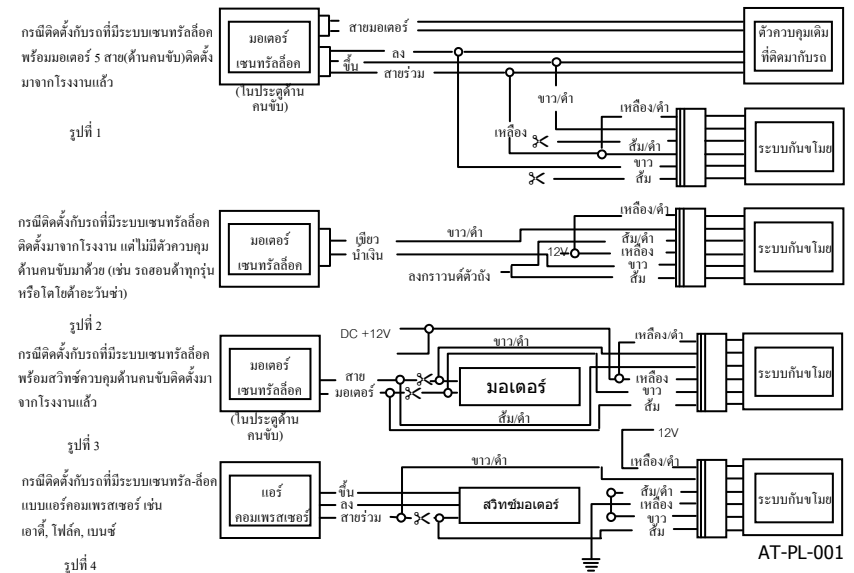 กรณีติดตั้งกับรถที่มีระบบเซนทรัลล็อค
พร้อมมอเตอร์ 5 สาย(ด้านคนขับ)ติดตั้ง
มาจากโรงงานแล้ว
รูปที่ 1
มอเตอร์
เซนทรัลล็อค
(ในประตูด้าน
คนขับ)
สายมอเตอร์
ลง
ขึ้น
สายร่วม
ตัวควบคุมเดิม
ที่ติดมากับรถ
ขาว/ดำ
เหลือง
เหลือง/ดำ
ส้ม/ดำ
ขาว
ส้ม
ระบบกันขโมย
กรณีติดตั้งกับรถที่มีระบบเซนทรัลล็อค
ติดตั้งมาจากโรงงาน แต่ไม่มีตัวควบคุม
ด้านคนขับมาด้วย (เช่น รถฮอนด้าทุกรุ่น
หรือโตโยต้าอะวันซ่า)
รูปที่ 2
มอเตอร์
เซนทรัลล็อค
เขียว
น้ำเงิน
ขาว/ดำ
ลงกราวนด์ตัวถัง
12V
เหลือง/ดำ
ส้ม/ดำ
เหลือง
ขาว
ส้ม
ระบบกันขโมย
กรณีติดตั้งกับรถที่มีระบบเซนทรัลล็อค
พร้อมสวิทซ์ควบคุมด้านคนขับติดตั้งมา
จากโรงงานแล้ว
รูปที่ 3
มอเตอร์
เซนทรัลล็อค
(ในประตูด้าน
คนขับ)
DC +12V
สาย
มอเตอร์
ขาว/ดำ
มอเตอร์
ส้ม/ดำ
เหลือง/ดำ
เหลือง
ขาว
ส้ม
ระบบกันขโมย
กรณีติดตั้งกับรถที่มีระบบเซนทรัล-ล็อค
แบบแอร์คอมเพรสเซอร์ เช่น
เอาดี้, โฟล์ค, เบนซ์
รูปที่ 4
แอร์
คอมเพรสเซอร์
ขึ้น
ลง
สายร่วม
ขาว/ดำ
สวิทซ์มอเตอร์
12V
เหลือง/ดำ
ส้ม/ดำ
เหลือง
ขาว
ส้ม
ระบบกันขโมย
AT-PL-001